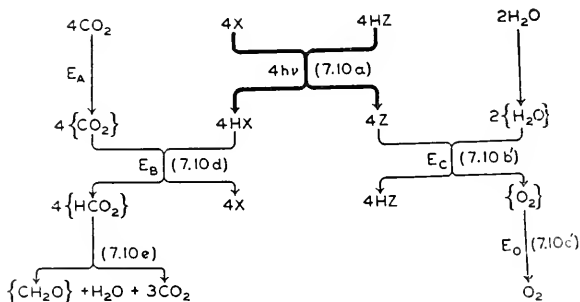 4CO₂ 4X 4HZ 2H₂O
E_A 4hν (7.10a)
4{CO₂} 4HX 4Z 2{H₂O}
E_B (7.10d) E_C (7.10b')
4{HCO₂} 4X 4HZ {O₂}
(7.10e) E_O (7.10c')
{CH₂O} +H₂O + 3CO₂ O₂